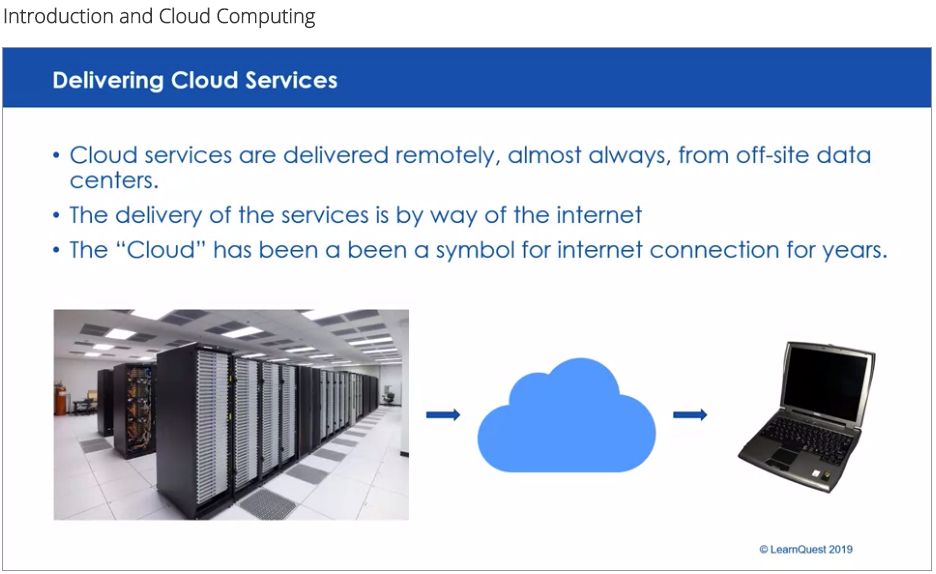 Introduction and Cloud Computing
Delivering Cloud Services
• Cloud services are delivered remotely, almost always, from off-site data
centers.
• The delivery of the services is by way of the internet
• The “Cloud” has been a been a symbol for internet connection for years.
© LearnQuest 2019